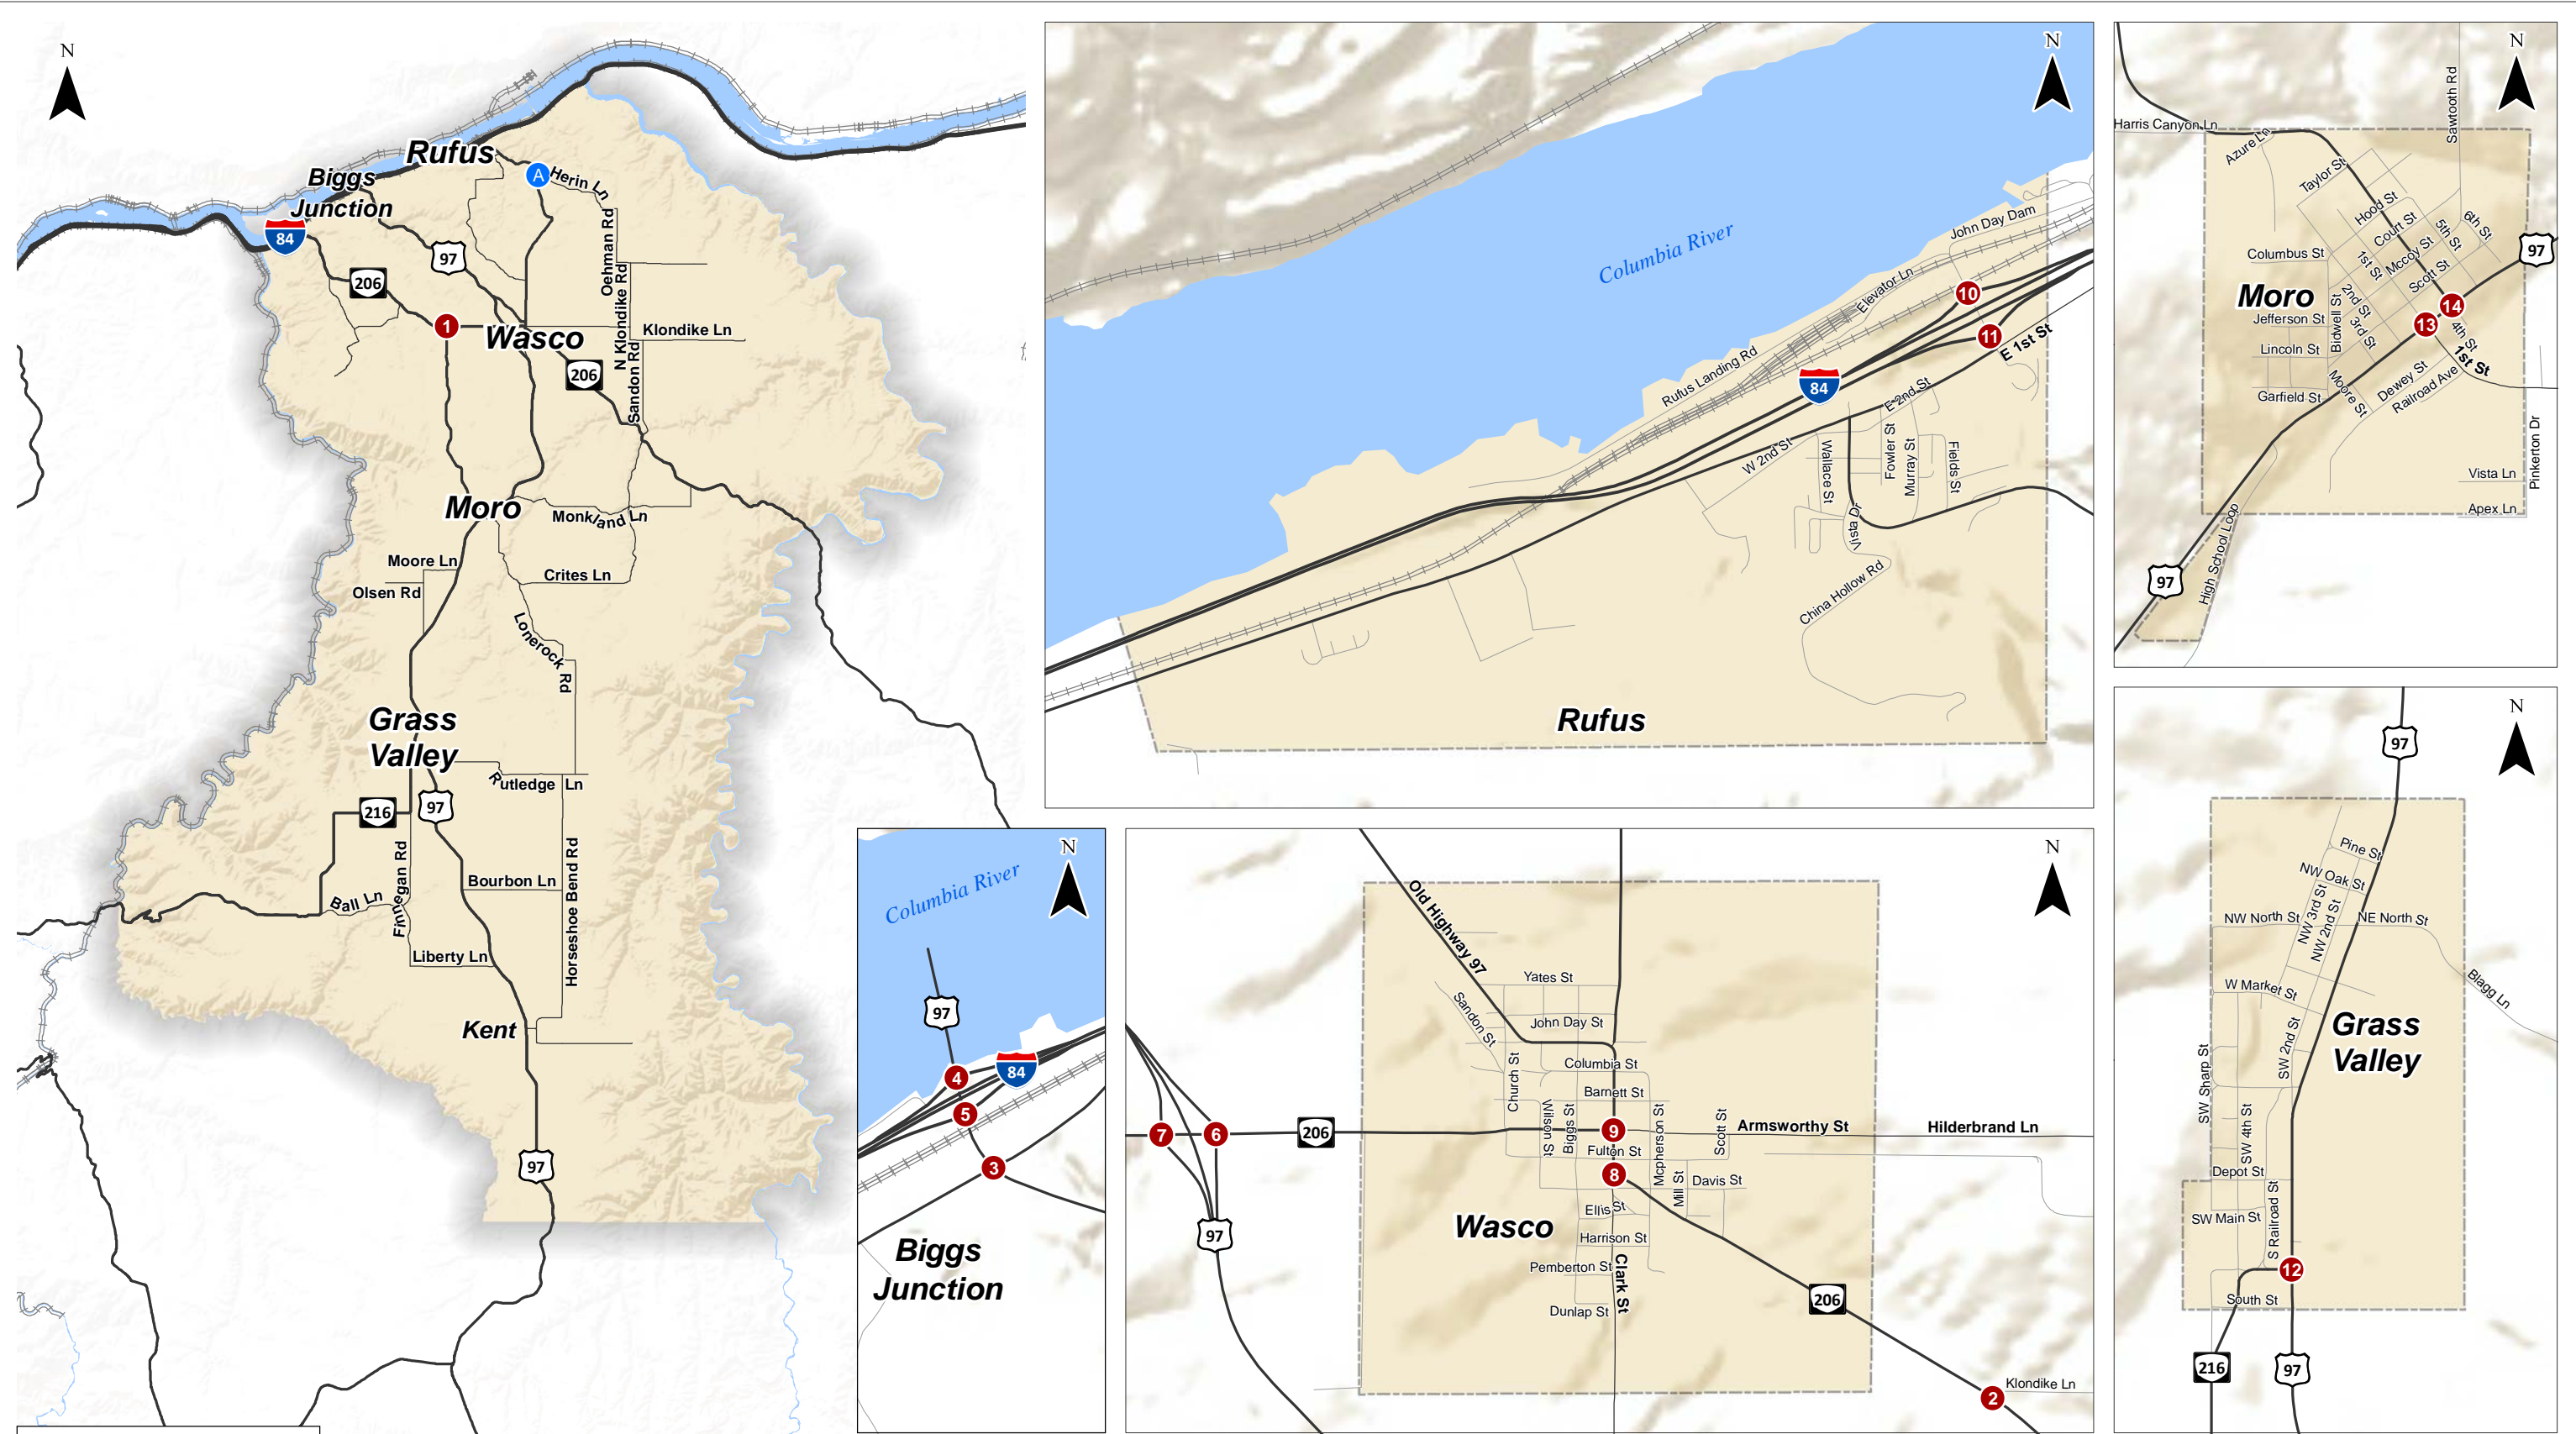 N
Rufus
Biggs
Junction
A
Herin Ln
84
97
206
Oehman Rd
N Klondike Rd
1
Wasco
Klondike Ln
206
Sandon Rd
Moro
Monkland Ln
Moore Ln
Olsen Rd
Crites Ln
Lonerock Rd
Grass
Valley
Rutledge Ln
216
97
Finnegan Rd
Horseshoe Bend Rd
Bourbon Ln
Ball Ln
Liberty Ln
Kent
97
N
Columbia River
John Day Dam
Elevator Ln
10
11
E 1st St
Rufus Landing Rd
84
E 2nd St
W 2nd St
Wallace St
Fowler St
Murray St
Fields St
Vista Dr
China Hollow Rd
Rufus
N
Sawtooth Rd
Harris Canyon Ln
Azure Ln
Taylor St
Hood St
Court St
5th St
6th St
Columbus St
1st St
Mccoy St
Scott St
97
Moro
2nd St
3rd St
Bidwell St
Jefferson St
14
13
4th St
Lincoln St
1st St
Moore St
Dewey St
Railroad Ave
Garfield St
Pinkerton Dr
Vista Ln
Apex Ln
High School Loop
97
N
Columbia River
97
4
84
5
3
Biggs
Junction
N
Old Highway 97
Yates St
Sandon St
John Day St
Church St
Columbia St
Barnett St
Wilson St
Biggs St
Mcpherson St
Scott St
7
6
206
9
Armsworthy St
Hilderbrand Ln
Fulton St
8
Mill St
Davis St
Ellis St
Wasco
97
Harrison St
Pemberton St
Clark St
Dunlap St
206
Klondike Ln
2
N
97
Pine St
NW Oak St
NW 3rd St
NW 2nd St
NW North St
NE North St
W Market St
Blagg Ln
Grass
Valley
SW 2nd St
SW Sharp St
SW 4th St
Depot St
S Railroad St
SW Main St
12
South St
216
97